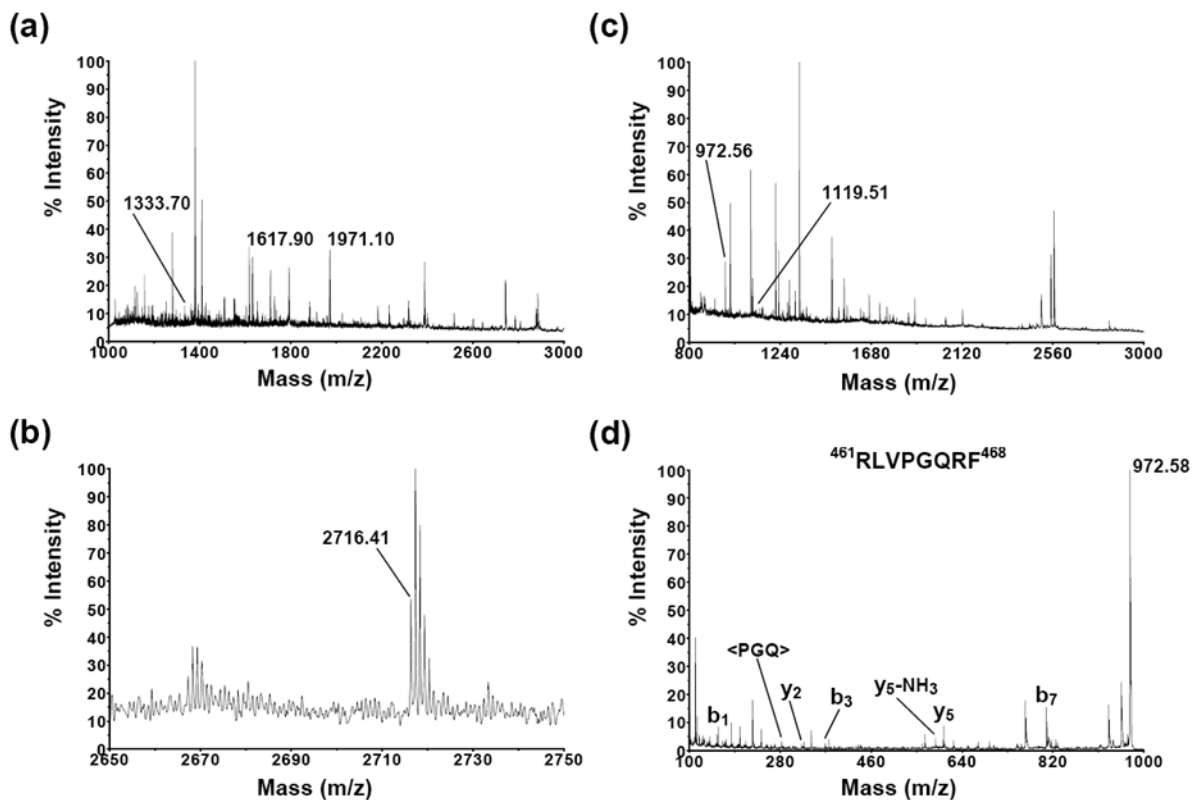 (a)
100
90
80
70
60
50
40
30
20
10
0
% Intensity
1333.70
1617.90
1971.10
1000 1400 1800 2200 2600 3000
Mass (m/z)
(c)
100
90
80
70
60
50
40
30
20
10
0
% Intensity
972.56
1119.51
800 1240 1680 2120 2560 3000
Mass (m/z)
(b)
100
90
80
70
60
50
40
30
20
10
0
% Intensity
2716.41
2650 2670 2690 2710 2730 2750
Mass (m/z)
(d)
461RLVPGQRF468
100
90
80
70
60
50
40
30
20
10
0
% Intensity
972.58
<PGQ>
b1
y2
b3
y5-NH3
y5
b7
100 280 460 640 820 1000
Mass (m/z)